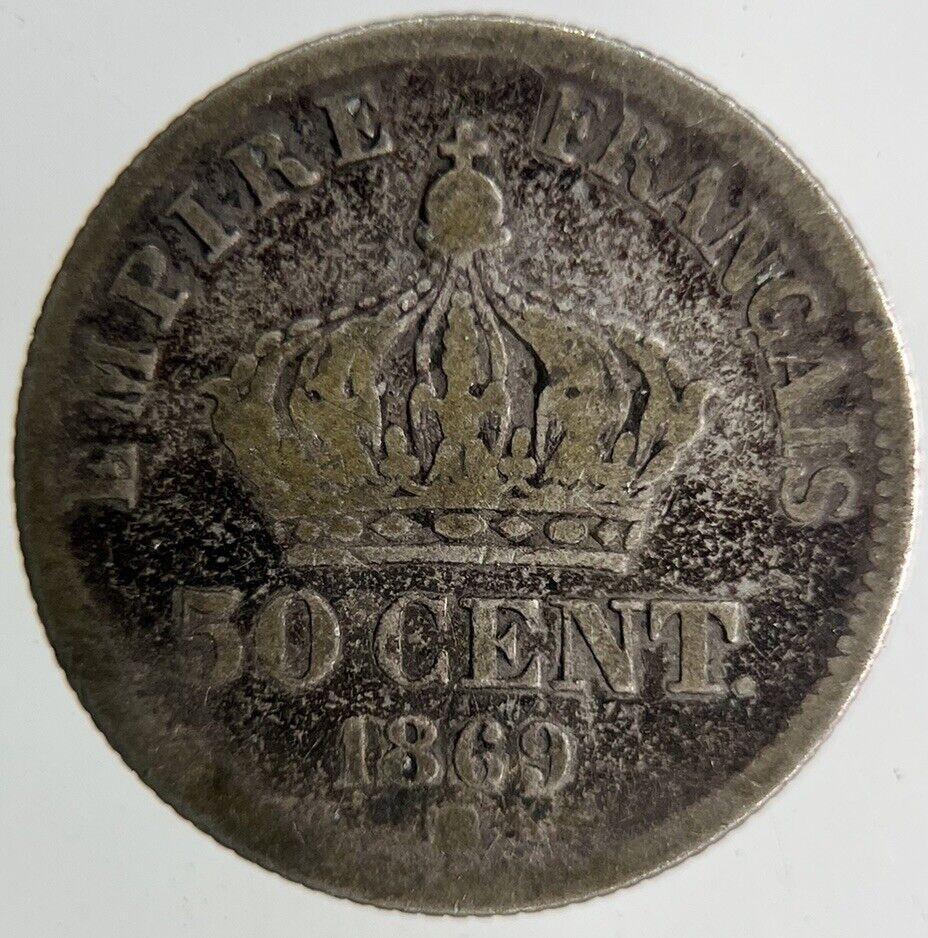 EMPIRE FRANÇAIS
50 CENT.
1869